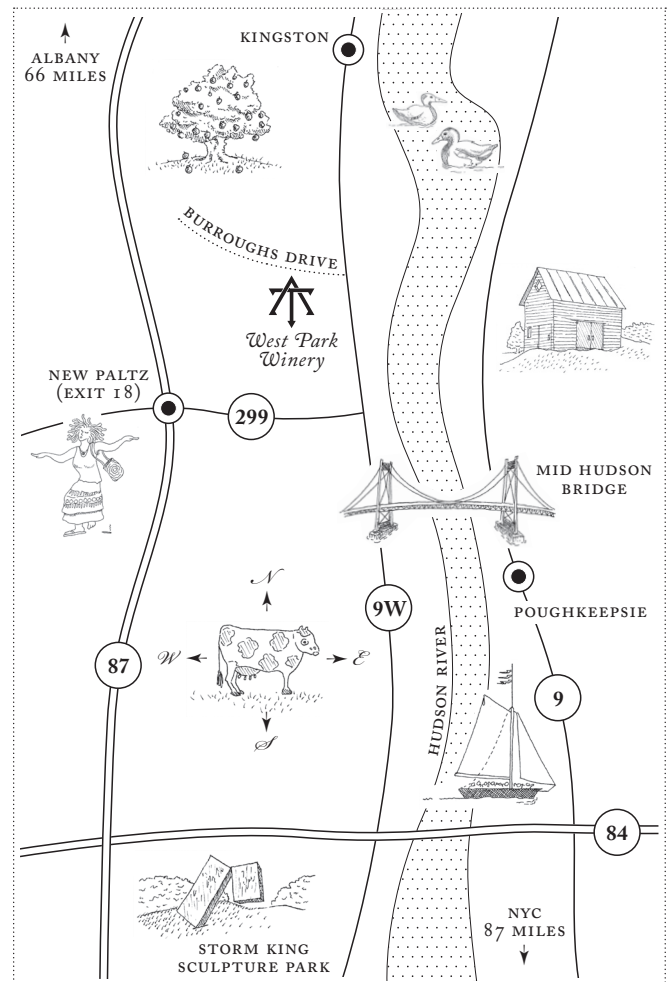 KINGSTON
ALBANY
66 MILES
BURROUGHS DRIVE
West Park
Winery
NEW PALTZ
(EXIT 18)
299
MID HUDSON
BRIDGE
N
9W
POUGHKEEPSIE
W
E
87
HUDSON RIVER
9
S
84
NYC
87 MILES
STORM KING
SCULPTURE PARK